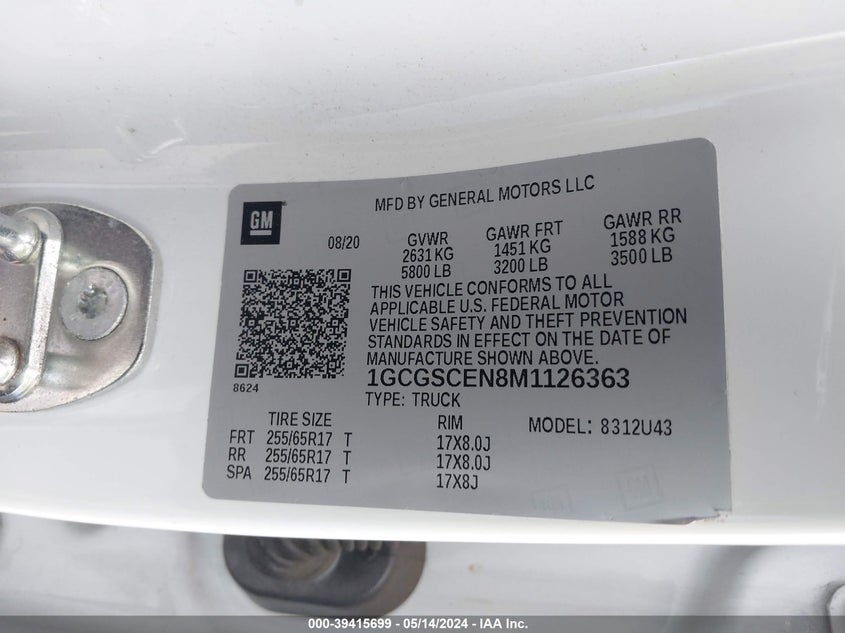 MFD BY GENERAL MOTORS LLC
GM
08/20 GVWR GAWR FRT GAWR RR
2631 KG 1451 KG 1588 KG
5800 LB 3200 LB 3500 LB
THIS VEHICLE CONFORMS TO ALL
APPLICABLE U.S. FEDERAL MOTOR
VEHICLE SAFETY AND THEFT PREVENTION
STANDARDS IN EFFECT ON THE DATE OF
MANUFACTURE SHOWN ABOVE.
8624
1GCGSCEN8M1126363
TYPE: TRUCK
TIRE SIZE RIM MODEL: 8312U43
FRT 255/65R17 T 17X8.0J
RR 255/65R17 T 17X8.0J
SPA 255/65R17 T 17X8J
000-39415699 - 05/14/2024 - IAA Inc.